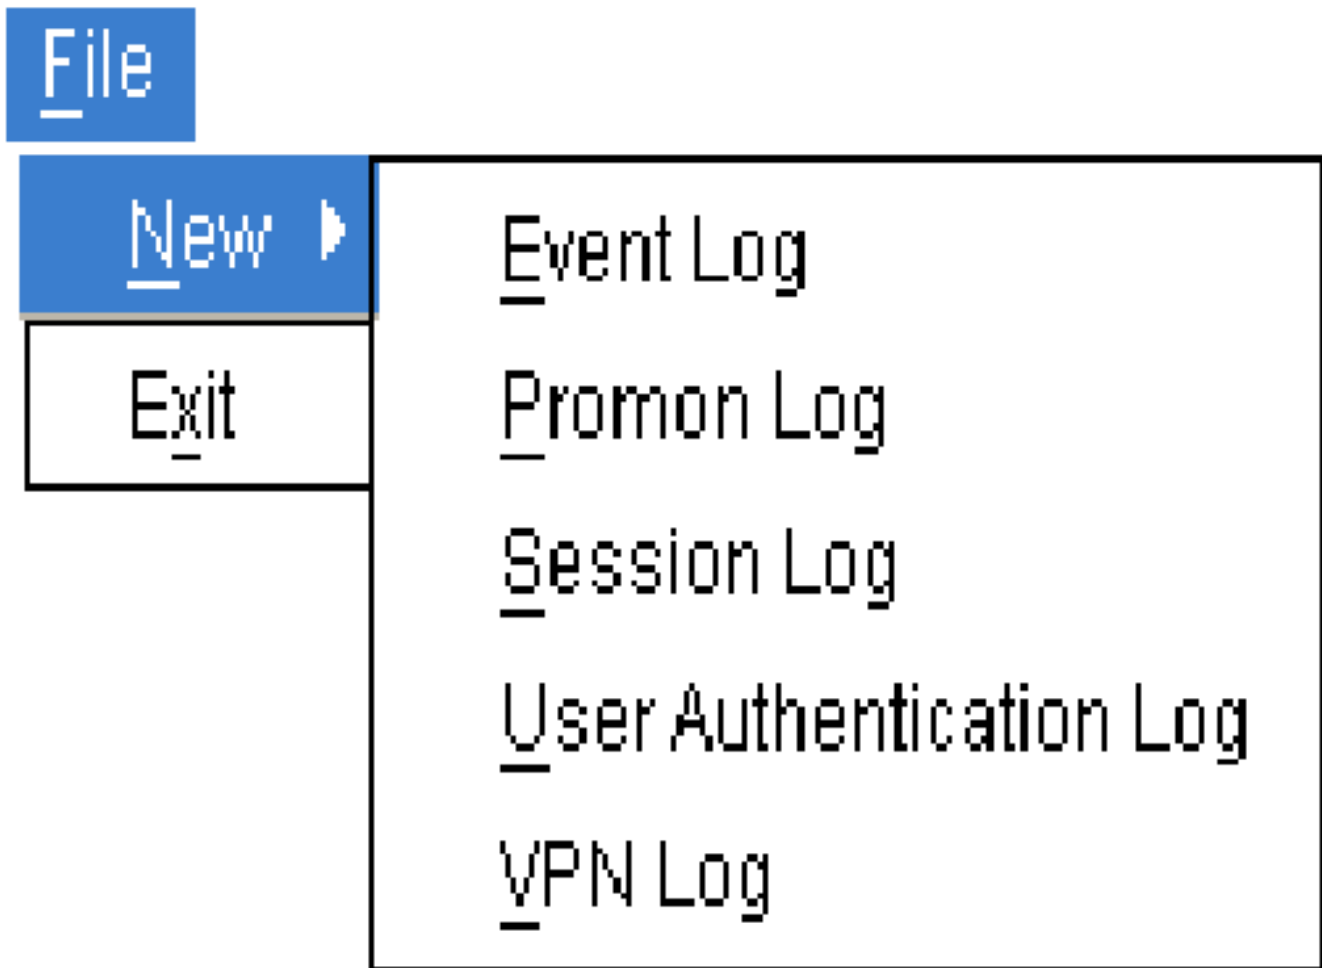 File
New
Event Log
Exit
Promon Log
Session Log
User Authentication Log
VPN Log